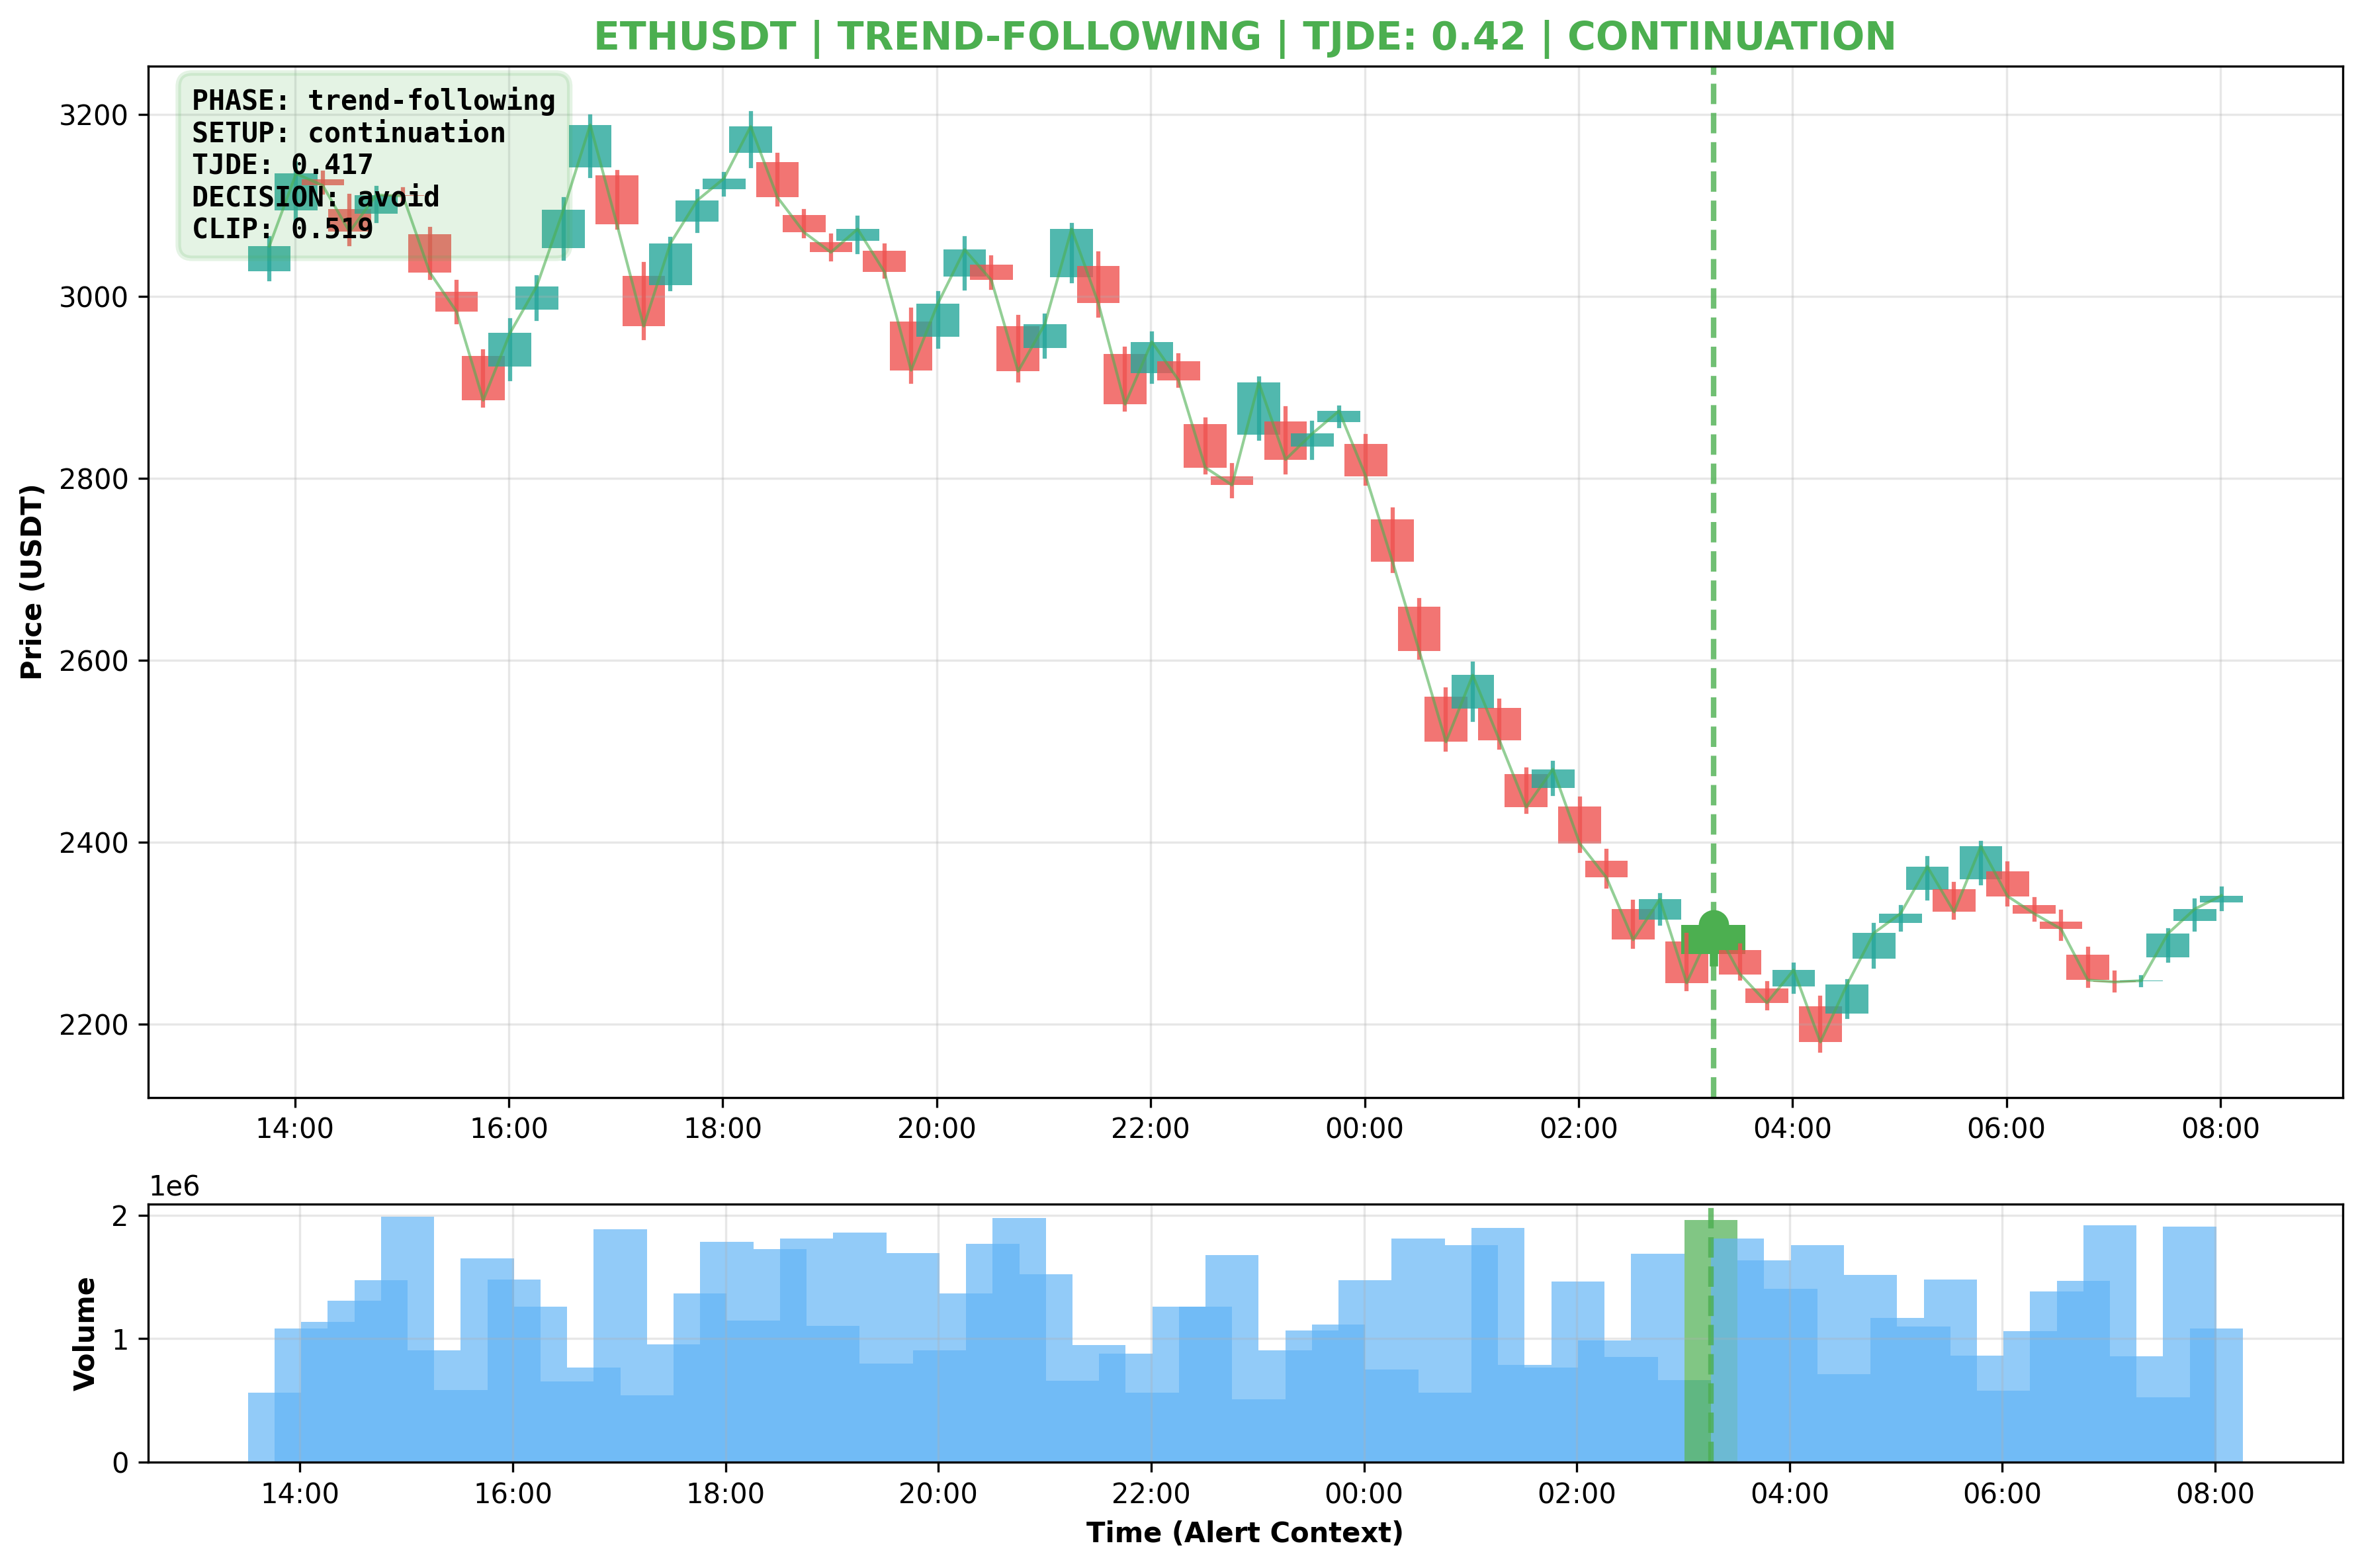 ETHUSDT | TREND-FOLLOWING | TJDE: 0.42 | CONTINUATION
PHASE: trend-following
SETUP: continuation
TJDE: 0.417
DECISION: avoid
CLIP: 0.519
Price (USDT)
3200
3000
2800
2600
2400
2200
14:00 16:00 18:00 20:00 22:00 00:00 02:00 04:00 06:00 08:00
1e6
Volume
2
1
0
14:00 16:00 18:00 20:00 22:00 00:00 02:00 04:00 06:00 08:00
Time (Alert Context)